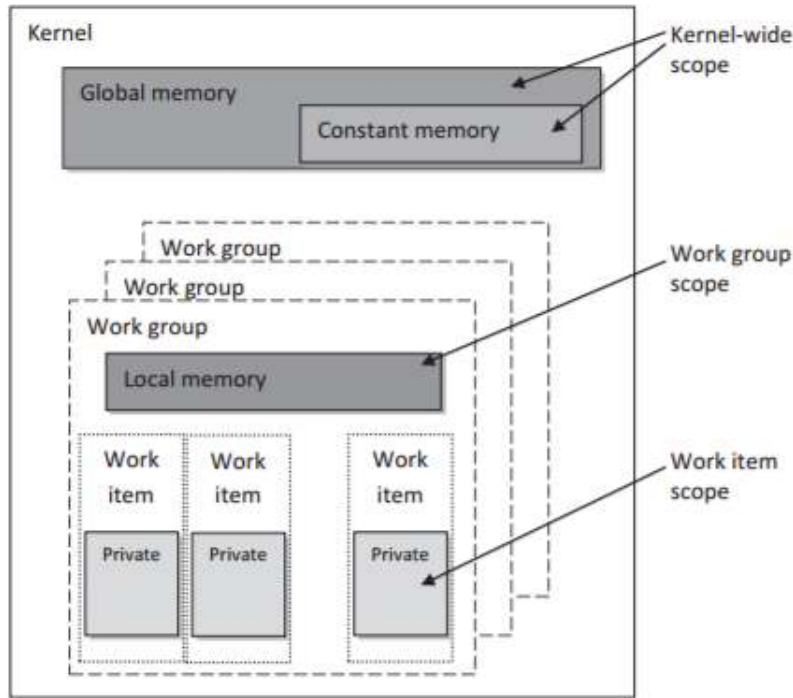 Kernel
Kernel-wide
scope
Global memory
Constant memory
Work group
Work group
Work group
Work group
scope
Local memory
Work
item
Work
item
Work
item
Work item
scope
Private
Private
Private